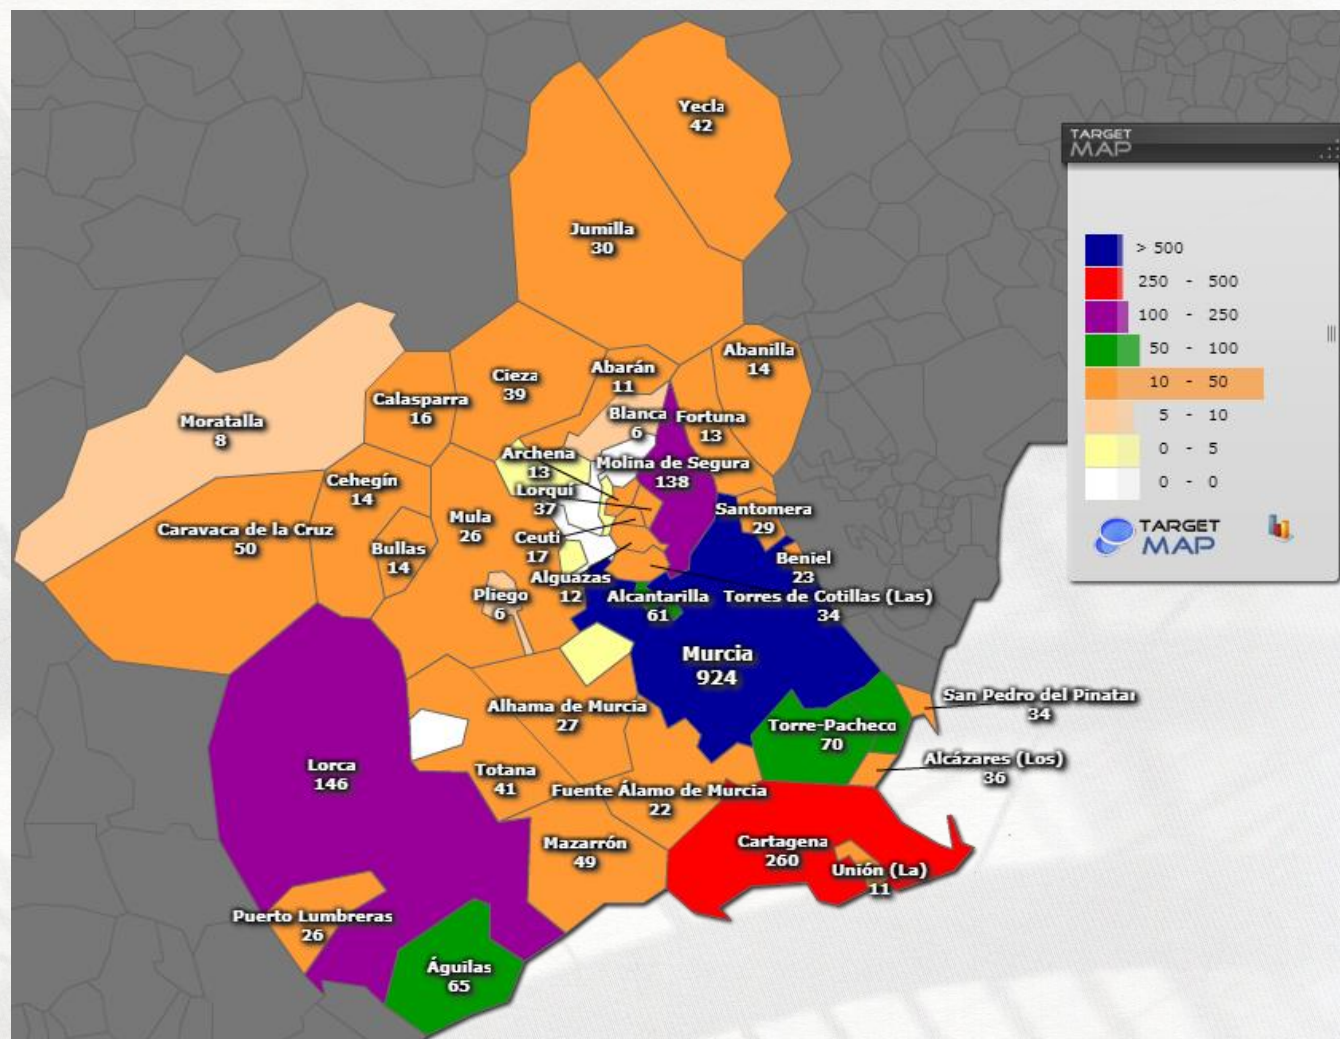 Yecla
42
TARGET
MAP
Jumilla
30
> 500
250 - 500
100 - 250
50 - 100
10 - 50
5 - 10
0 - 5
0 - 0
TARGET
MAP
Abanilla
14
Abarán
11
Cieza
39
Calasparra
16
Moratalla
8
Blanca
6
Fortuna
13
Archena
13
Molina de Segura
138
Lorquí
37
Cehegín
14
Caravaca de la Cruz
50
Bullas
14
Mula
26
Santomera
29
Ceutí
17
Beniel
23
Alguazas
12
Pliego
6
Alcantarilla
61
Torres de Cotillas (Las)
34
Murcia
924
San Pedro del Pinatar
34
Alhama de Murcia
27
Torre-Pacheco
70
Alcázares (Los)
36
Lorca
146
Totana
41
Fuente Álamo de Murcia
22
Mazarrón
49
Cartagena
260
Unión (La)
11
Puerto Lumbreras
26
Águilas
65